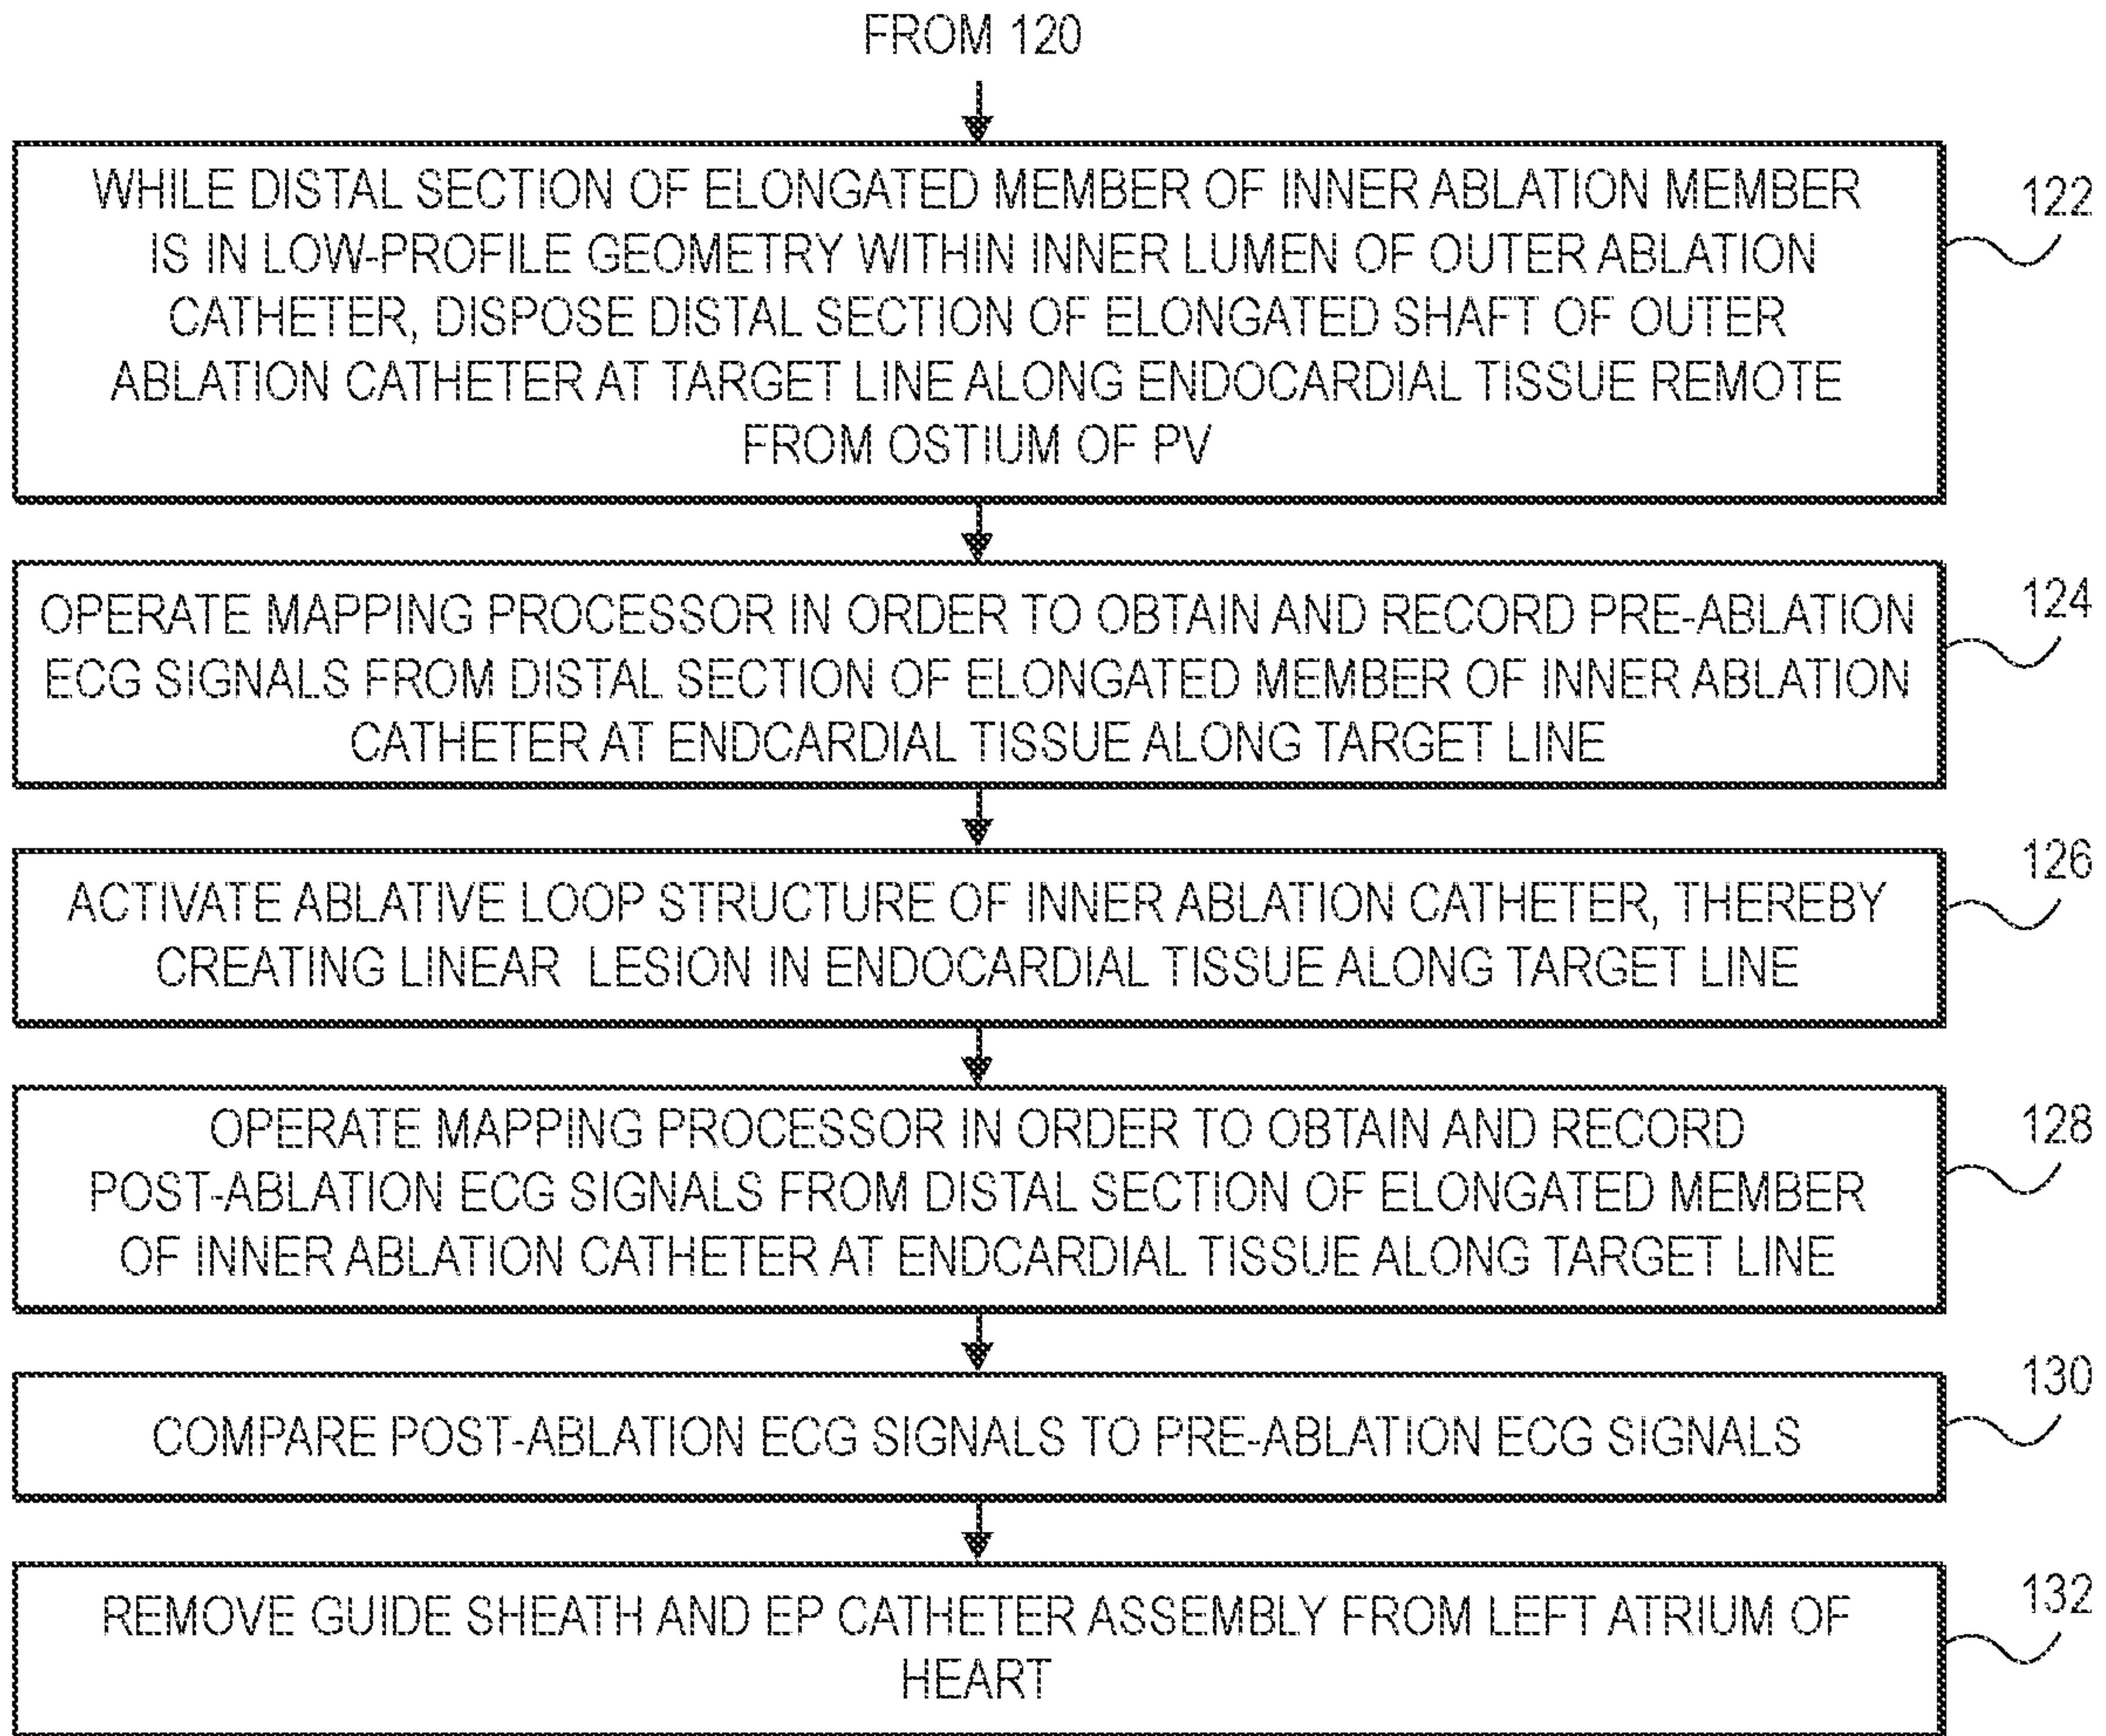 FROM 120
WHILE DISTAL SECTION OF ELONGATED MEMBER OF INNER ABLATION MEMBER
IS IN LOW-PROFILE GEOMETRY WITHIN INNER LUMEN OF OUTER ABLATION
CATHETER, DISPOSE DISTAL SECTION OF ELONGATED SHAFT OF OUTER
ABLATION CATHETER AT TARGET LINE ALONG ENDOCARDIAL TISSUE REMOTE
FROM OSTIUM OF PV
122
OPERATE MAPPING PROCESSOR IN ORDER TO OBTAIN AND RECORD PRE-ABLATION
ECG SIGNALS FROM DISTAL SECTION OF ELONGATED MEMBER OF INNER ABLATION
CATHETER AT ENDCARDIAL TISSUE ALONG TARGET LINE
124
ACTIVATE ABLATIVE LOOP STRUCTURE OF INNER ABLATION CATHETER, THEREBY
CREATING LINEAR LESION IN ENDOCARDIAL TISSUE ALONG TARGET LINE
126
OPERATE MAPPING PROCESSOR IN ORDER TO OBTAIN AND RECORD
POST-ABLATION ECG SIGNALS FROM DISTAL SECTION OF ELONGATED MEMBER
OF INNER ABLATION CATHETER AT ENDCARDIAL TISSUE ALONG TARGET LINE
128
COMPARE POST-ABLATION ECG SIGNALS TO PRE-ABLATION ECG SIGNALS
130
REMOVE GUIDE SHEATH AND EP CATHETER ASSEMBLY FROM LEFT ATRIUM OF
HEART
132